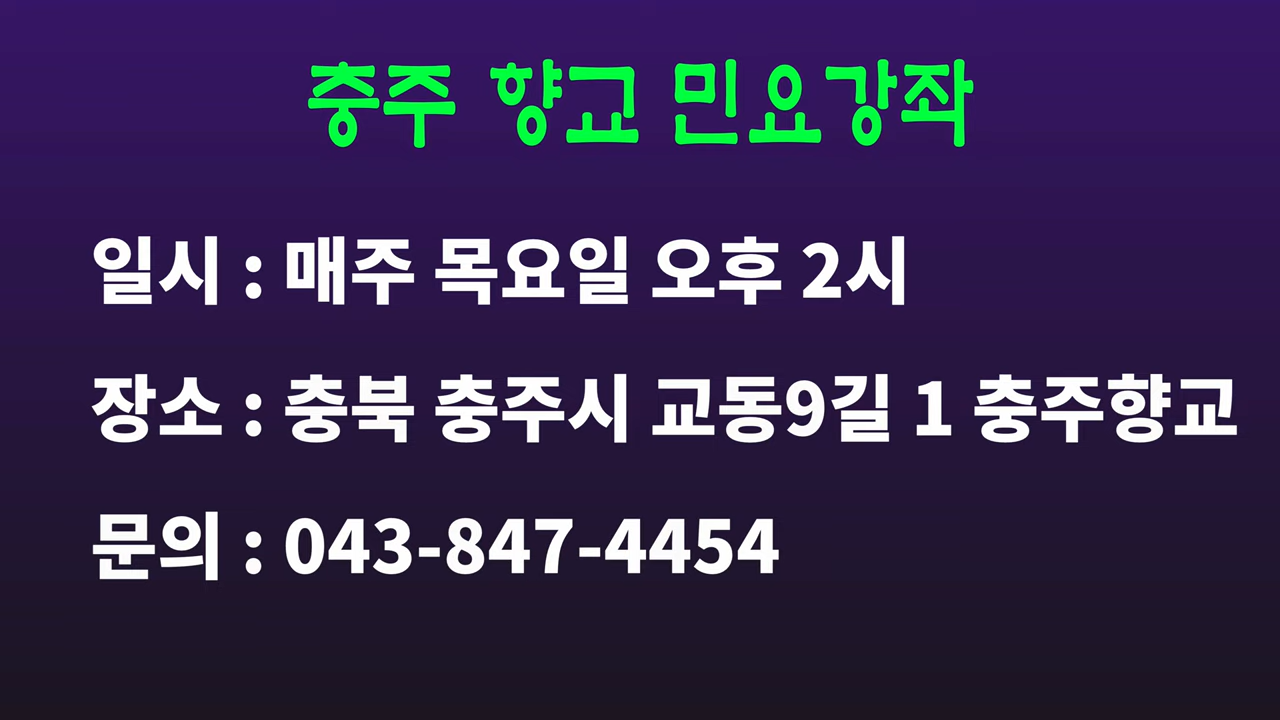 충주 향교 민요강좌
일시 : 매주 목요일 오후 2시
장소 : 충북 충주시 교동9길 1 충주향교
문의 : 043-847-4454